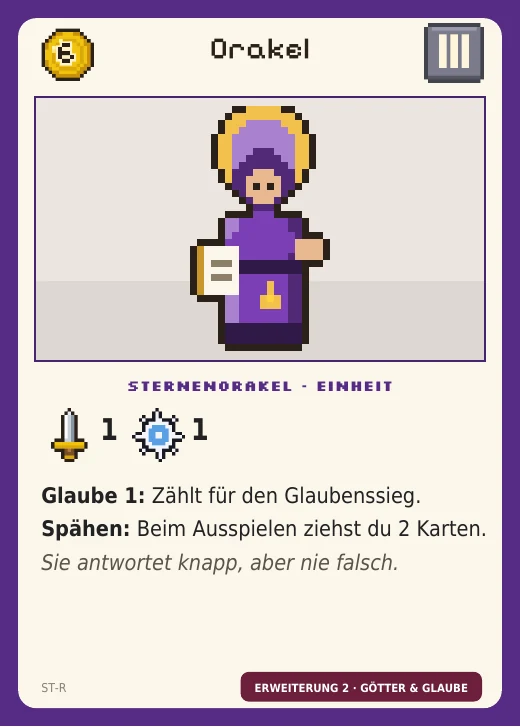 Orakel
III
STERNENORAKEL - EINHEIT
1 1
Glaube 1: Zählt für den Glaubenssieg.
Spähen: Beim Ausspielen ziehst du 2 Karten.
Sie antwortet knapp, aber nie falsch.
ST-R
ERWEITERUNG 2 · GÖTTER & GLAUBE